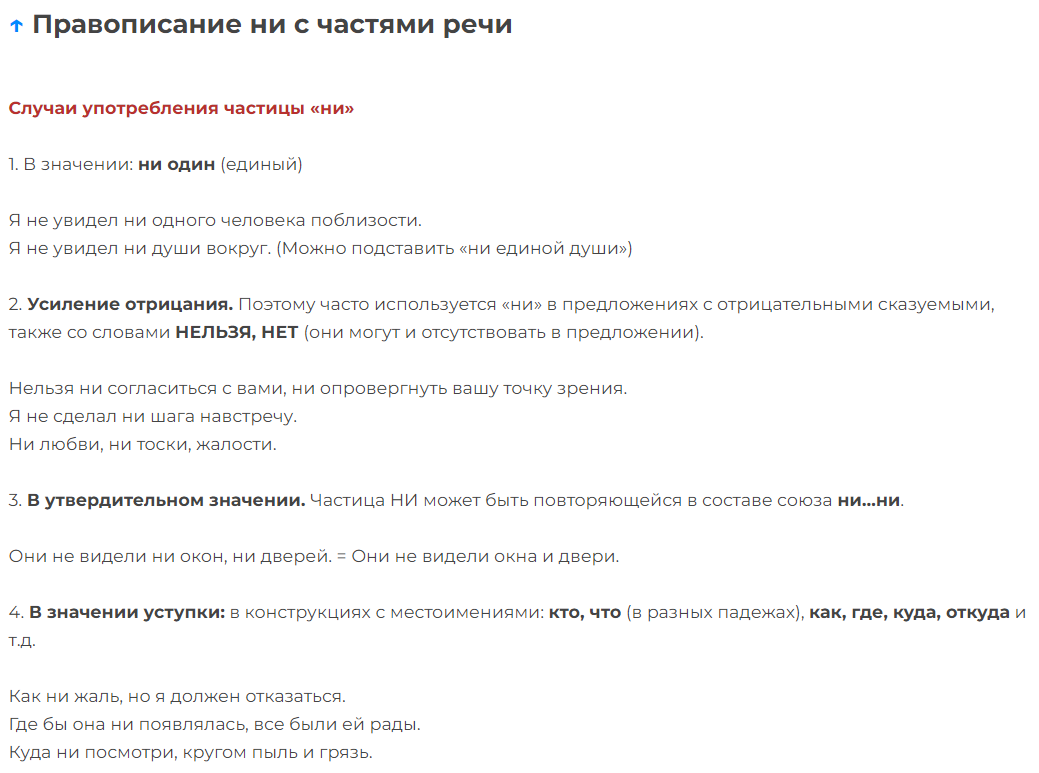 ↑ Правописание ни с частями речи
Случаи употребления частицы «ни»
1. В значении: ни один (единый)
Я не увидел ни одного человека поблизости.
Я не увидел ни души вокруг. (Можно подставить «ни единой души»)
2. Усиление отрицания. Поэтому часто используется «ни» в предложениях с отрицательными сказуемыми,
также со словами НЕЛЬЗЯ, НЕТ (они могут и отсутствовать в предложении).
Нельзя ни согласиться с вами, ни опровергнуть вашу точку зрения.
Я не сделал ни шага навстречу.
Ни любви, ни тоски, жалости.
3. В утвердительном значении. Частица НИ может быть повторяющейся в составе союза ни...ни.
Они не видели ни окон, ни дверей. = Они не видели окна и двери.
4. В значении уступки: в конструкциях с местоимениями: кто, что (в разных падежах), как, где, куда, откуда и
т.д.
Как ни жаль, но я должен отказаться.
Где бы она ни появлялась, все были ей рады.
Куда ни посмотри, кругом пыль и грязь.